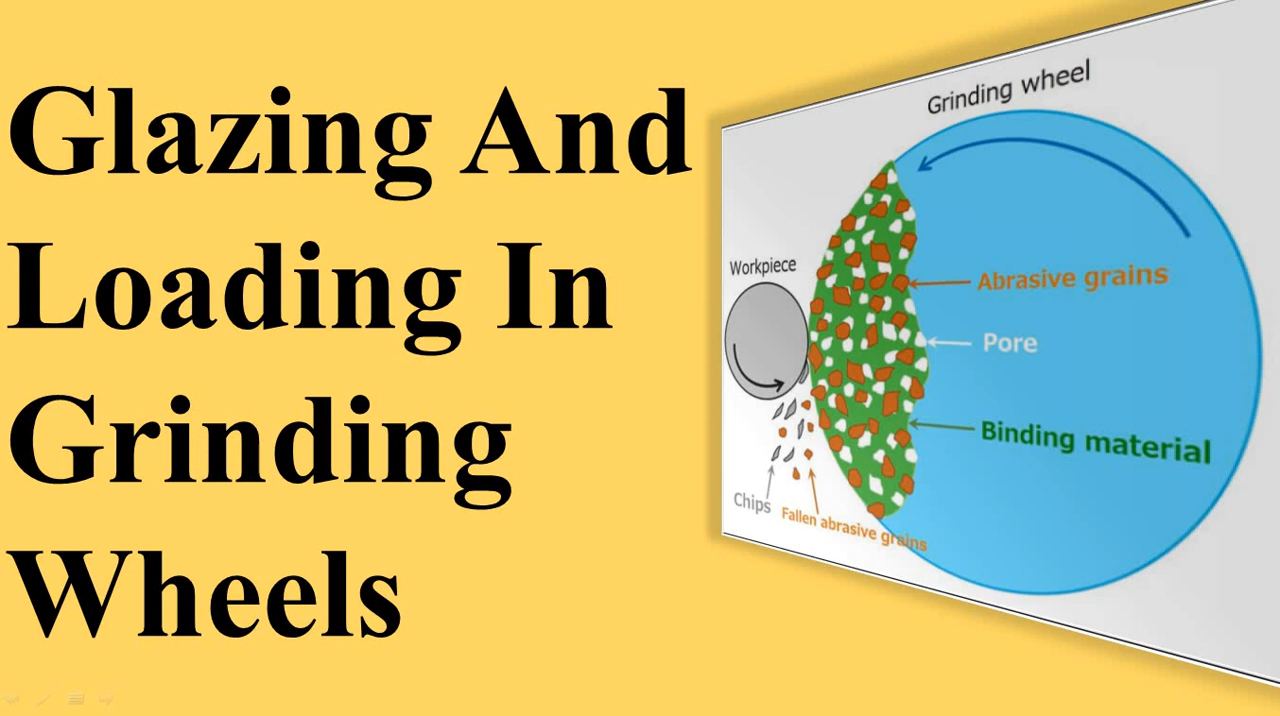 Glazing And
Loading In
Grinding
Wheels
Grinding wheel
Workpiece
Abrasive grains
Pore
Binding material
Chips
Fallen abrasive grains